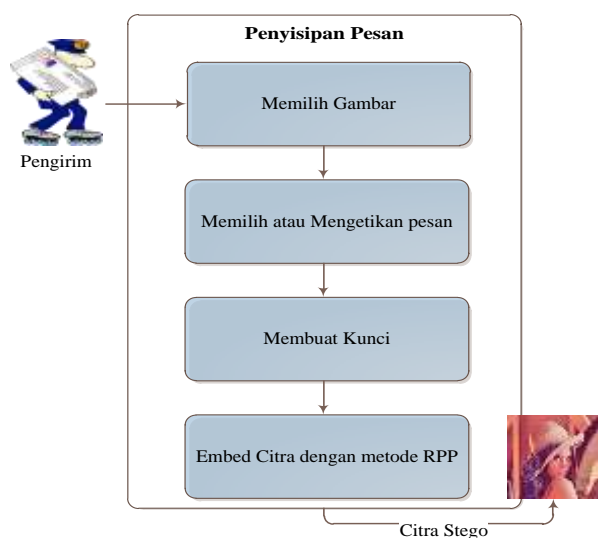 Penyisipan Pesan
Memilih Gambar
Pengirim
Memilih atau Mengetikan pesan
Membuat Kunci
Embed Citra dengan metode RPP
Citra Stego